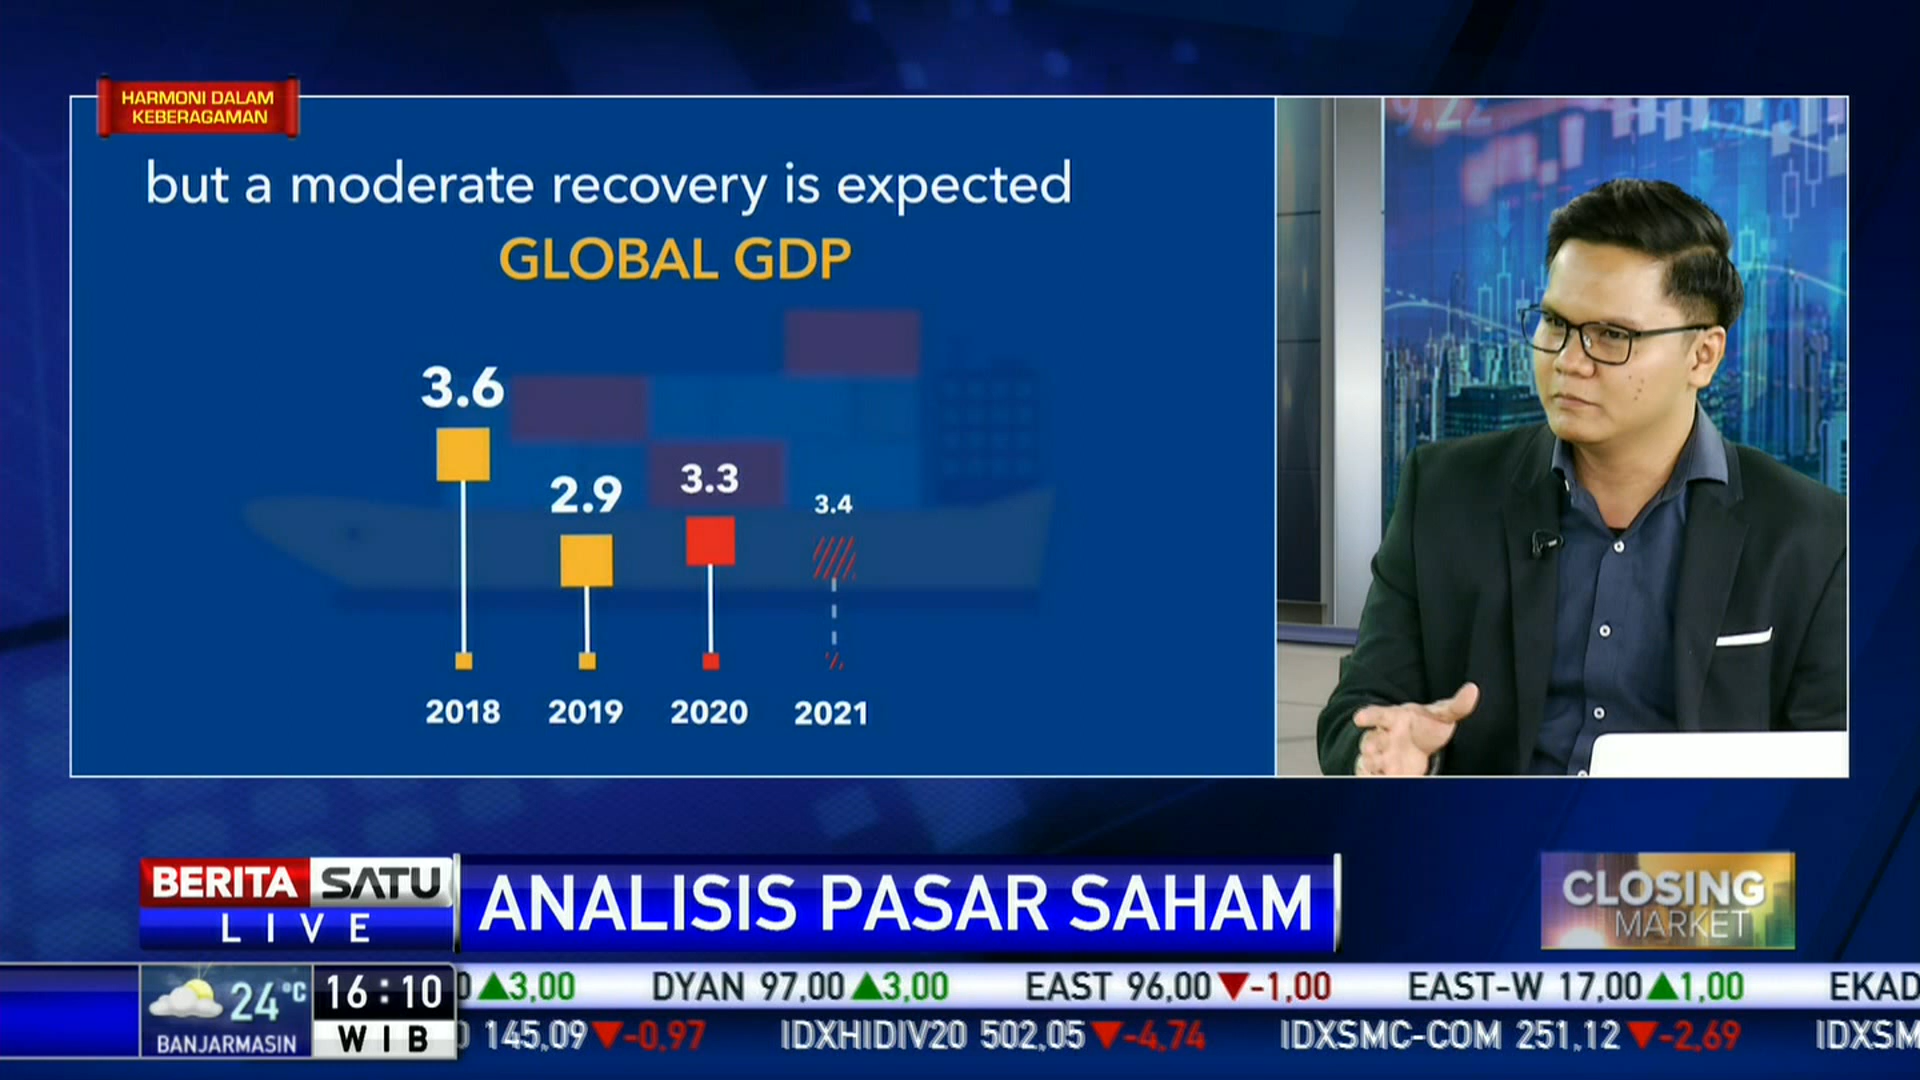 HARMONI DALAM
KEBERAGAMAN
but a moderate recovery is expected
GLOBAL GDP
3.6
2.9
3.3
3.4
2018
2019
2020
2021
9.22
BERITA SATU
LIVE
ANALISIS PASAR SAHAM
CLOSING
MARKET
24°C
BANJARMASIN
16:10
WIB
0 ▲3,00 DYAN 97,00 ▲3,00 EAST 96,00 ▼-1,00 EAST-W 17,00 ▲1,00 EKAD
145,09 ▼-0,97 IDXHIDIV20 502,05 ▼-4,74 IDXSMC-COM 251,12 ▼-2,69 IDXSM